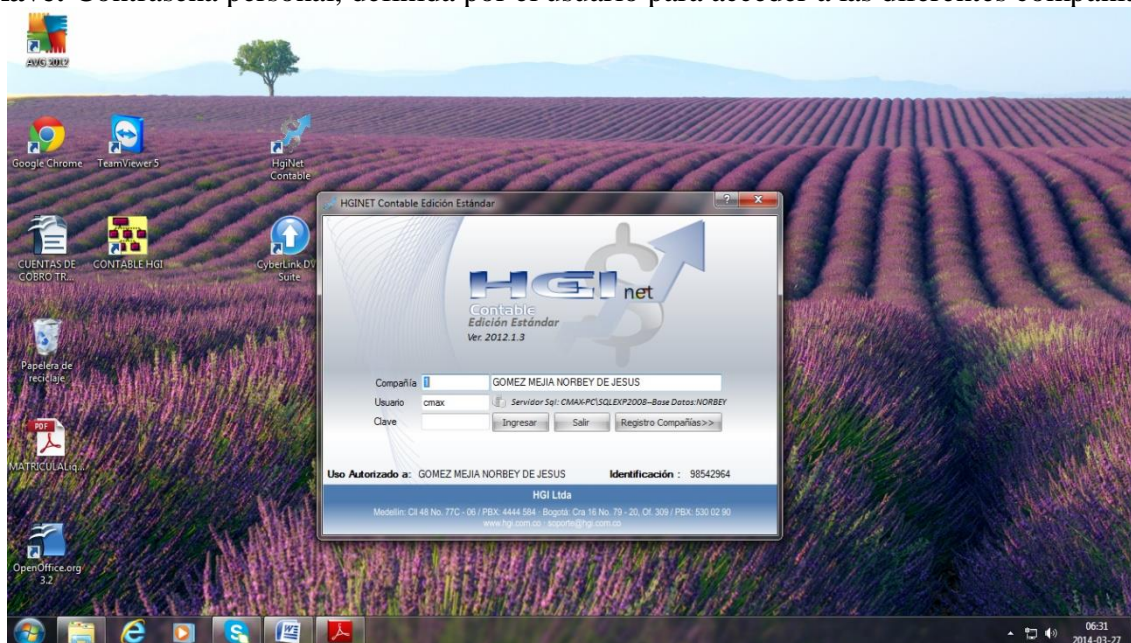 Contraseña personal, definida por el usuario para acceder a las diferentes
AVG 2012
Google Chrome
TeamViewer 5
HgiNet
Contable
HGINET Contable Edición Estándar
HGI net
Contable
Edición Estándar
Ver. 2012.1.3
CUENTAS DE
COBRO TR...
CONTABLE HGI
CyberLink DV
Suite
Papelera de
reciclaje
Compañía 1 GOMEZ MEJIA NORBEY DE JESUS
Usuario cmax Servidor Sql: CMAX-PC\SQLEXP2008--Base Datos:NORBEY
Clave Ingresar Salir Registro Compañías>>
PDF
MATRICULALiq...
Uso Autorizado a: GOMEZ MEJIA NORBEY DE JESUS Identificación : 98542964
HGI Ltda
Medellín: Cll 48 No. 77C - 06 / PBX: 4444 584 · Bogotá: Cra 16 No. 79 - 20, Of. 309 / PBX: 530 02 90
www.hgi.com.co · soporte@hgi.com.co
OpenOffice.org
3.2
06:31
2014-03-27